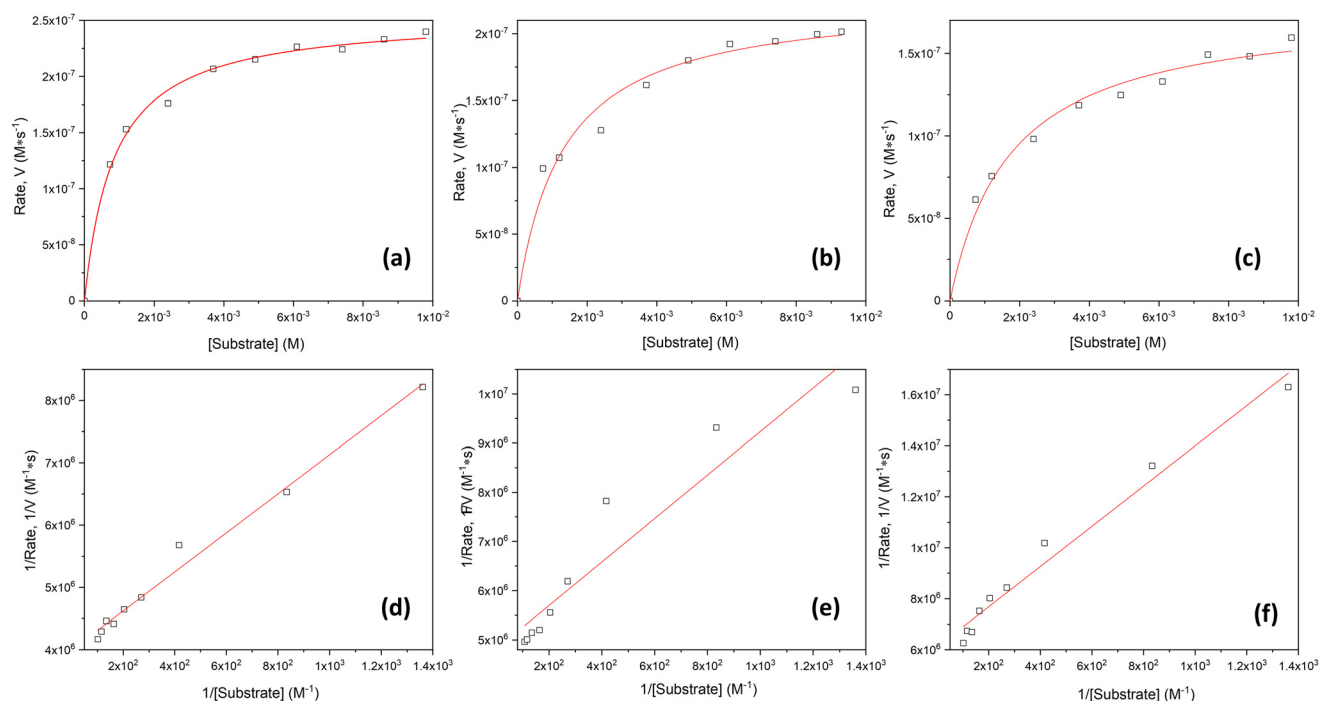 2.5x10⁻⁷
2x10⁻⁷
1.5x10⁻⁷
1x10⁻⁷
5x10⁻⁸
0
Rate, V (M*s⁻¹)
(a)
0 2x10⁻³ 4x10⁻³ 6x10⁻³ 8x10⁻³ 1x10⁻²
[Substrate] (M)
2x10⁻⁷
1.5x10⁻⁷
1x10⁻⁷
5x10⁻⁸
0
Rate, V (M*s⁻¹)
(b)
0 2x10⁻³ 4x10⁻³ 6x10⁻³ 8x10⁻³ 1x10⁻²
[Substrate] (M)
1.5x10⁻⁷
1x10⁻⁷
5x10⁻⁸
0
Rate, V (M*s⁻¹)
(c)
0 2x10⁻³ 4x10⁻³ 6x10⁻³ 8x10⁻³ 1x10⁻²
[Substrate] (M)
8x10⁶
7x10⁶
6x10⁶
5x10⁶
4x10⁶
1/Rate, 1/V (M⁻¹*s)
(d)
2x10² 4x10² 6x10² 8x10² 1x10³ 1.2x10³ 1.4x10³
1/[Substrate] (M⁻¹)
1x10⁷
9x10⁶
8x10⁶
7x10⁶
6x10⁶
5x10⁶
1/Rate, 1/V (M⁻¹*s)
(e)
2x10² 4x10² 6x10² 8x10² 1x10³ 1.2x10³ 1.4x10³
1/[Substrate] (M⁻¹)
1.6x10⁷
1.4x10⁷
1.2x10⁷
1x10⁷
8x10⁶
6x10⁶
1/Rate, 1/V (M⁻¹*s)
(f)
2x10² 4x10² 6x10² 8x10² 1x10³ 1.2x10³ 1.4x10³
1/[Substrate] (M⁻¹)